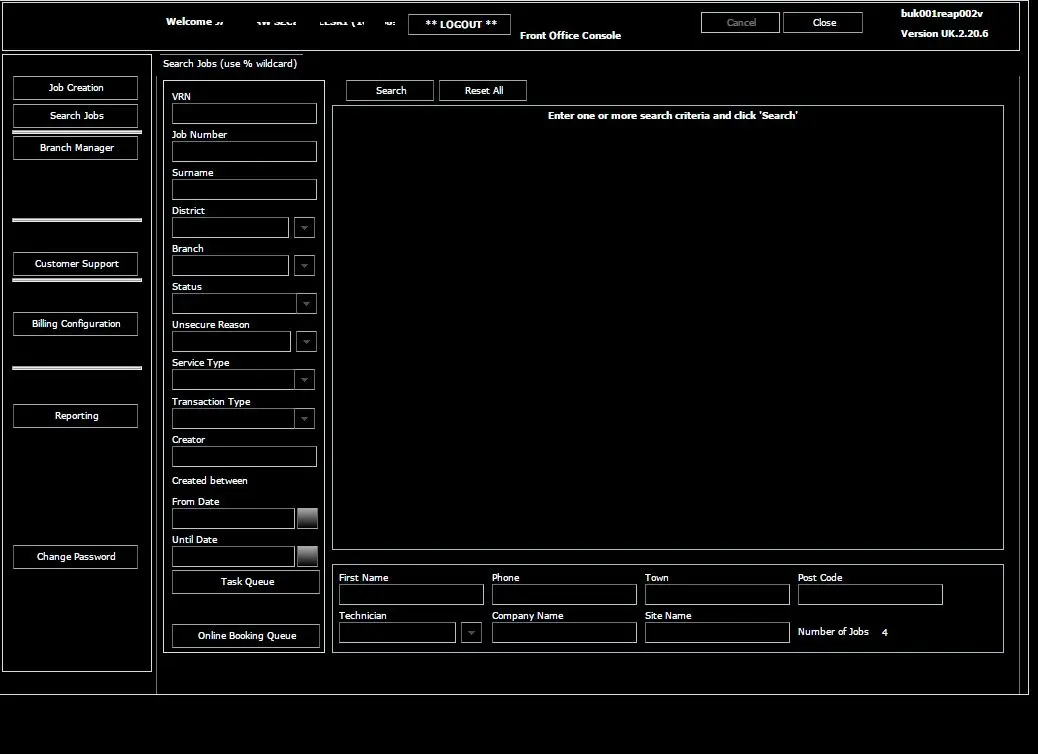 Welcome
** LOGOUT **
Front Office Console
Cancel
Close
buk001reap002v
Version UK.2.20.6
Job Creation
Search Jobs
Branch Manager
Customer Support
Billing Configuration
Reporting
Change Password
Search Jobs (use % wildcard)
VRN
Job Number
Surname
District
Branch
Status
Unsecure Reason
Service Type
Transaction Type
Creator
Created between
From Date
Until Date
Task Queue
Online Booking Queue
Search
Reset All
Enter one or more search criteria and click 'Search'
First Name
Phone
Town
Post Code
Technician
Company Name
Site Name
Number of Jobs 4